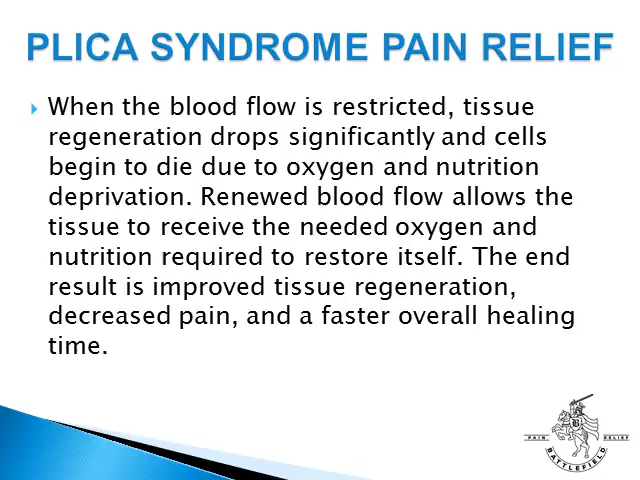 PLICA SYNDROME PAIN RELIEF
When the blood flow is restricted, tissue
regeneration drops significantly and cells
begin to die due to oxygen and nutrition
deprivation. Renewed blood flow allows the
tissue to receive the needed oxygen and
nutrition required to restore itself. The end
result is improved tissue regeneration,
decreased pain, and a faster overall healing
time.
B
PAIN RELIEF
BATTLEFIELD